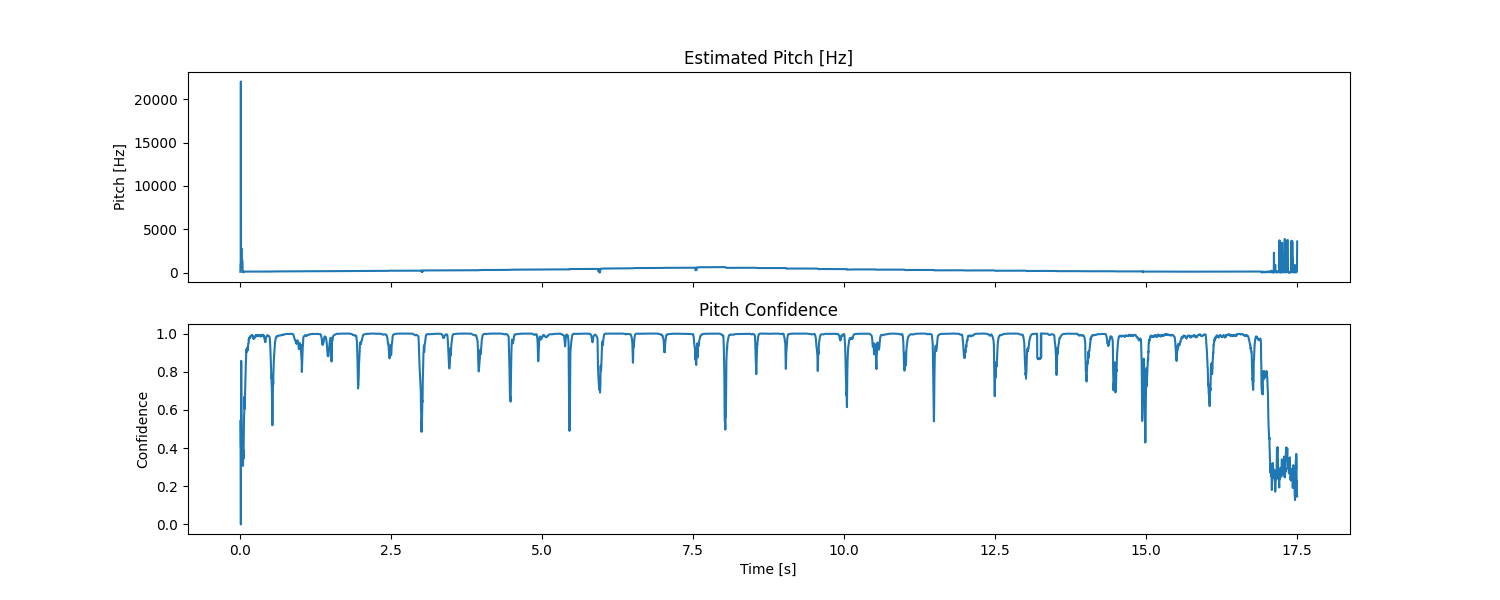 Estimated Pitch [Hz]
Pitch [Hz]
20000
15000
10000
5000
0
Pitch Confidence
Confidence
1.0
0.8
0.6
0.4
0.2
0.0
0.0 2.5 5.0 7.5 10.0 12.5 15.0 17.5
Time [s]